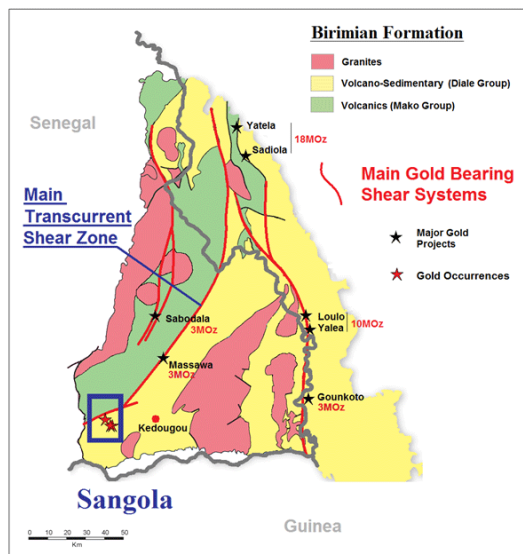 Birimian Formation
Granites
Volcano-Sedimentary (Diale Group)
Volcanics (Mako Group)
Senegal
Yatela
Sadiola
18MOz
Main Gold Bearing
Shear Systems
Main
Transcurrent
Shear Zone
Major Gold
Projects
Gold Occurrences
Sabodala
3MOz
Loulo
Yalea
10MOz
Massawa
3MOz
Gounkoto
3MOz
Kedougou
Sangola
Guinea
0 10 20 30 40 50
Km